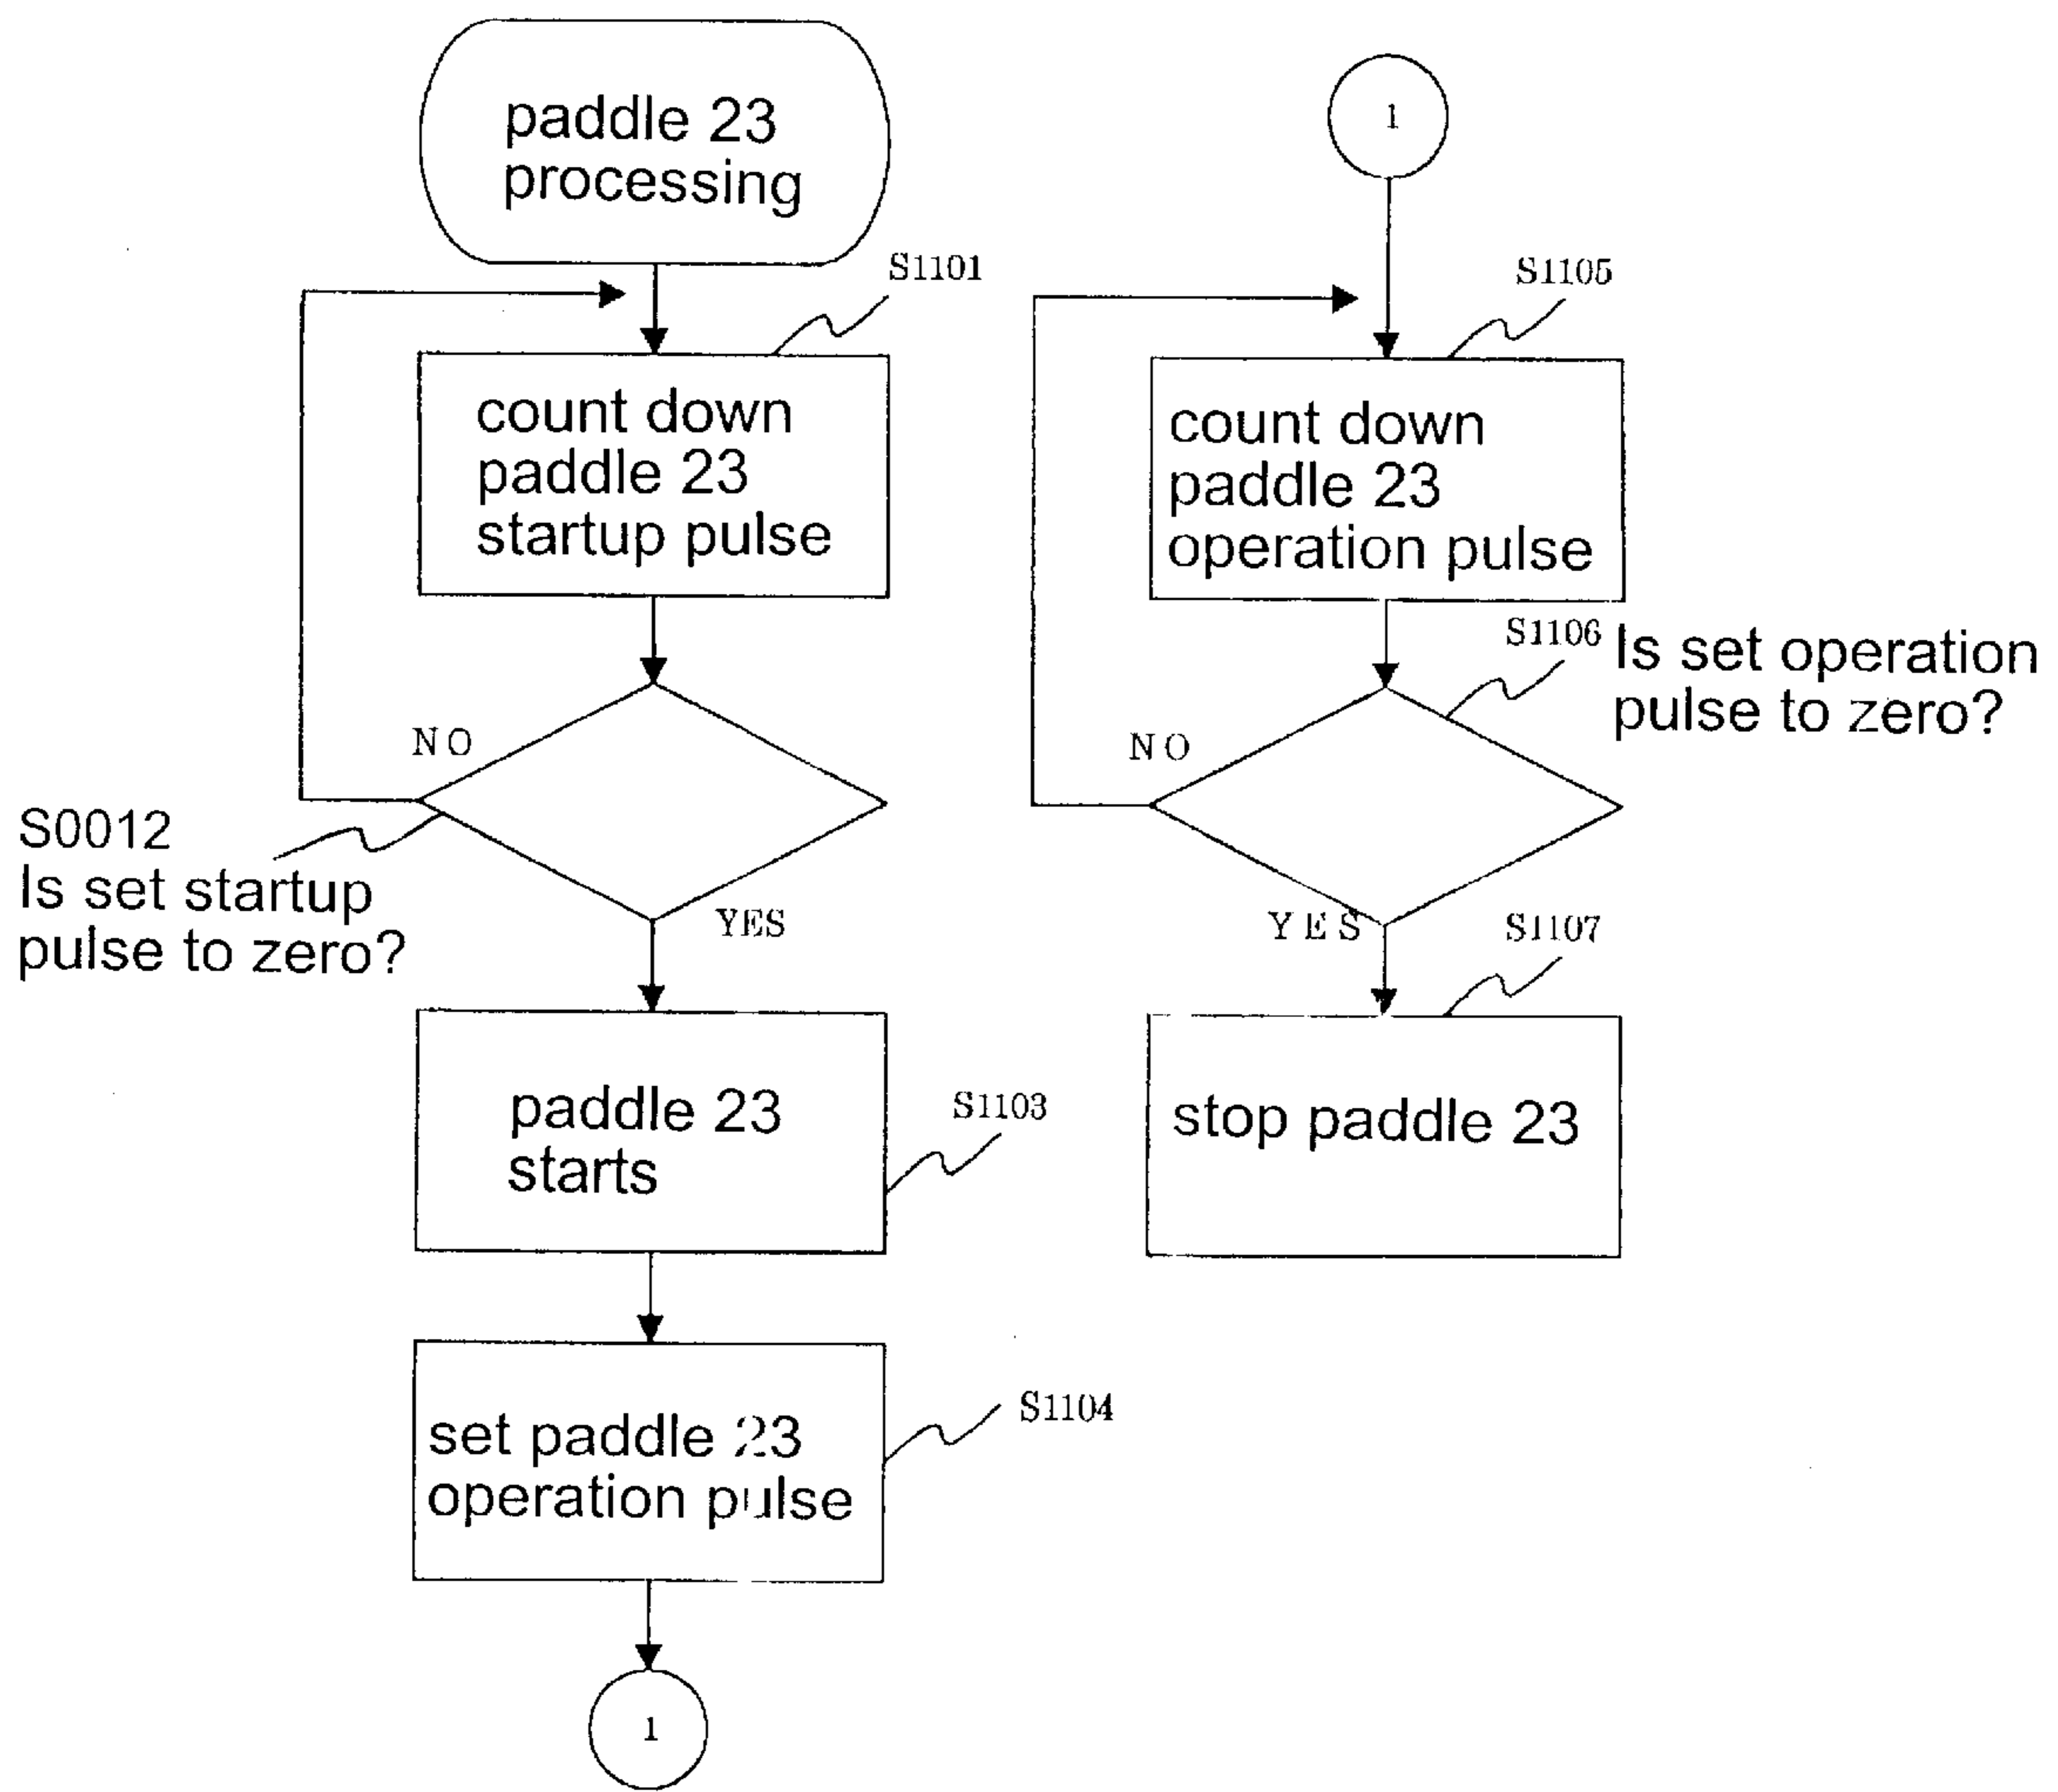 paddle 23
processing
S1101
count down
paddle 23
startup pulse
NO
S0012
Is set startup
pulse to zero?
YES
paddle 23
starts
S1103
set paddle 23
operation pulse
S1104
1
1
S1105
count down
paddle 23
operation pulse
S1106
Is set operation
pulse to zero?
NO
YES
S1107
stop paddle 23